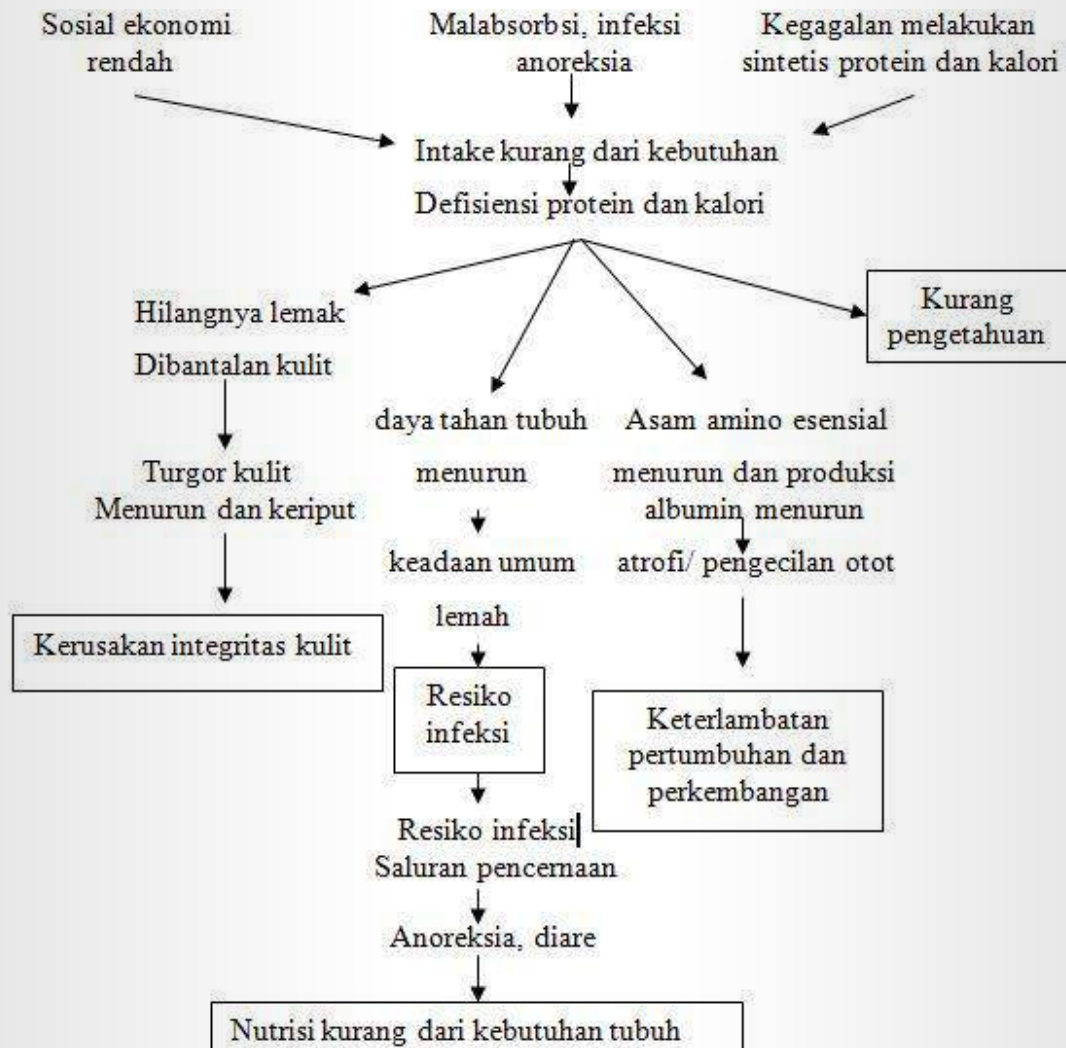 Sosial ekonomi
rendah
Malabsorbsi, infeksi
anoreksia
Kegagalan melakukan
sintetis protein dan kalori
Intake kurang dari kebutuhan
Defisiensi protein dan kalori
Hilangnya lemak
Dibantalan kulit
Turgor kulit
Menurun dan keriput
Kerusakan integritas kulit
daya tahan tubuh
menurun
keadaan umum
lemah
Resiko
infeksi
Resiko infeksi
Saluran pencernaan
Anoreksia, diare
Nutrisi kurang dari kebutuhan tubuh
Asam amino esensial
menurun dan produksi
albumin menurun
atrofi/ pengecilan otot
Keterlambatan
pertumbuhan dan
perkembangan
Kurang
pengetahuan